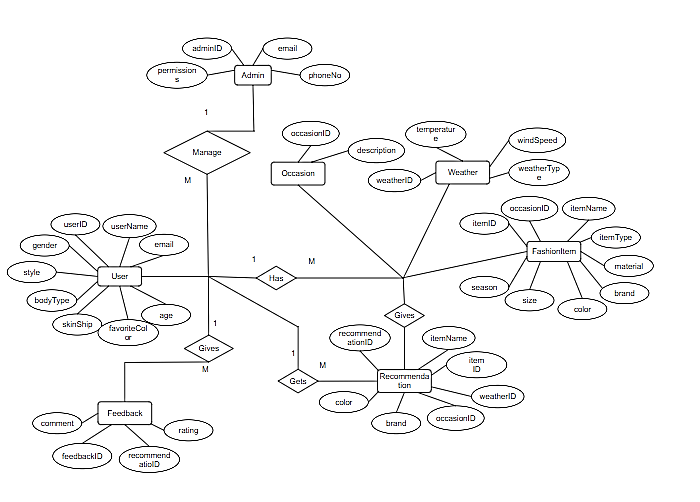 adminID
email
permission
s
Admin
phoneNo
1
Manage
M
occasionID
description
Occasion
temperatur
e
windSpeed
weatherID
Weather
weatherTyp
e
userID
userName
gender
email
style
User
bodyType
age
skinShip
favoriteCol
or
occasionID
itemName
itemID
itemType
FashionItem
material
season
brand
size
color
1
Has
M
Gives
1
Gives
M
1
Gets
M
recommend
ationID
itemName
item
ID
Recommenda
tion
weatherID
color
occasionID
brand
Feedback
comment
rating
feedbackID
recommend
atioID